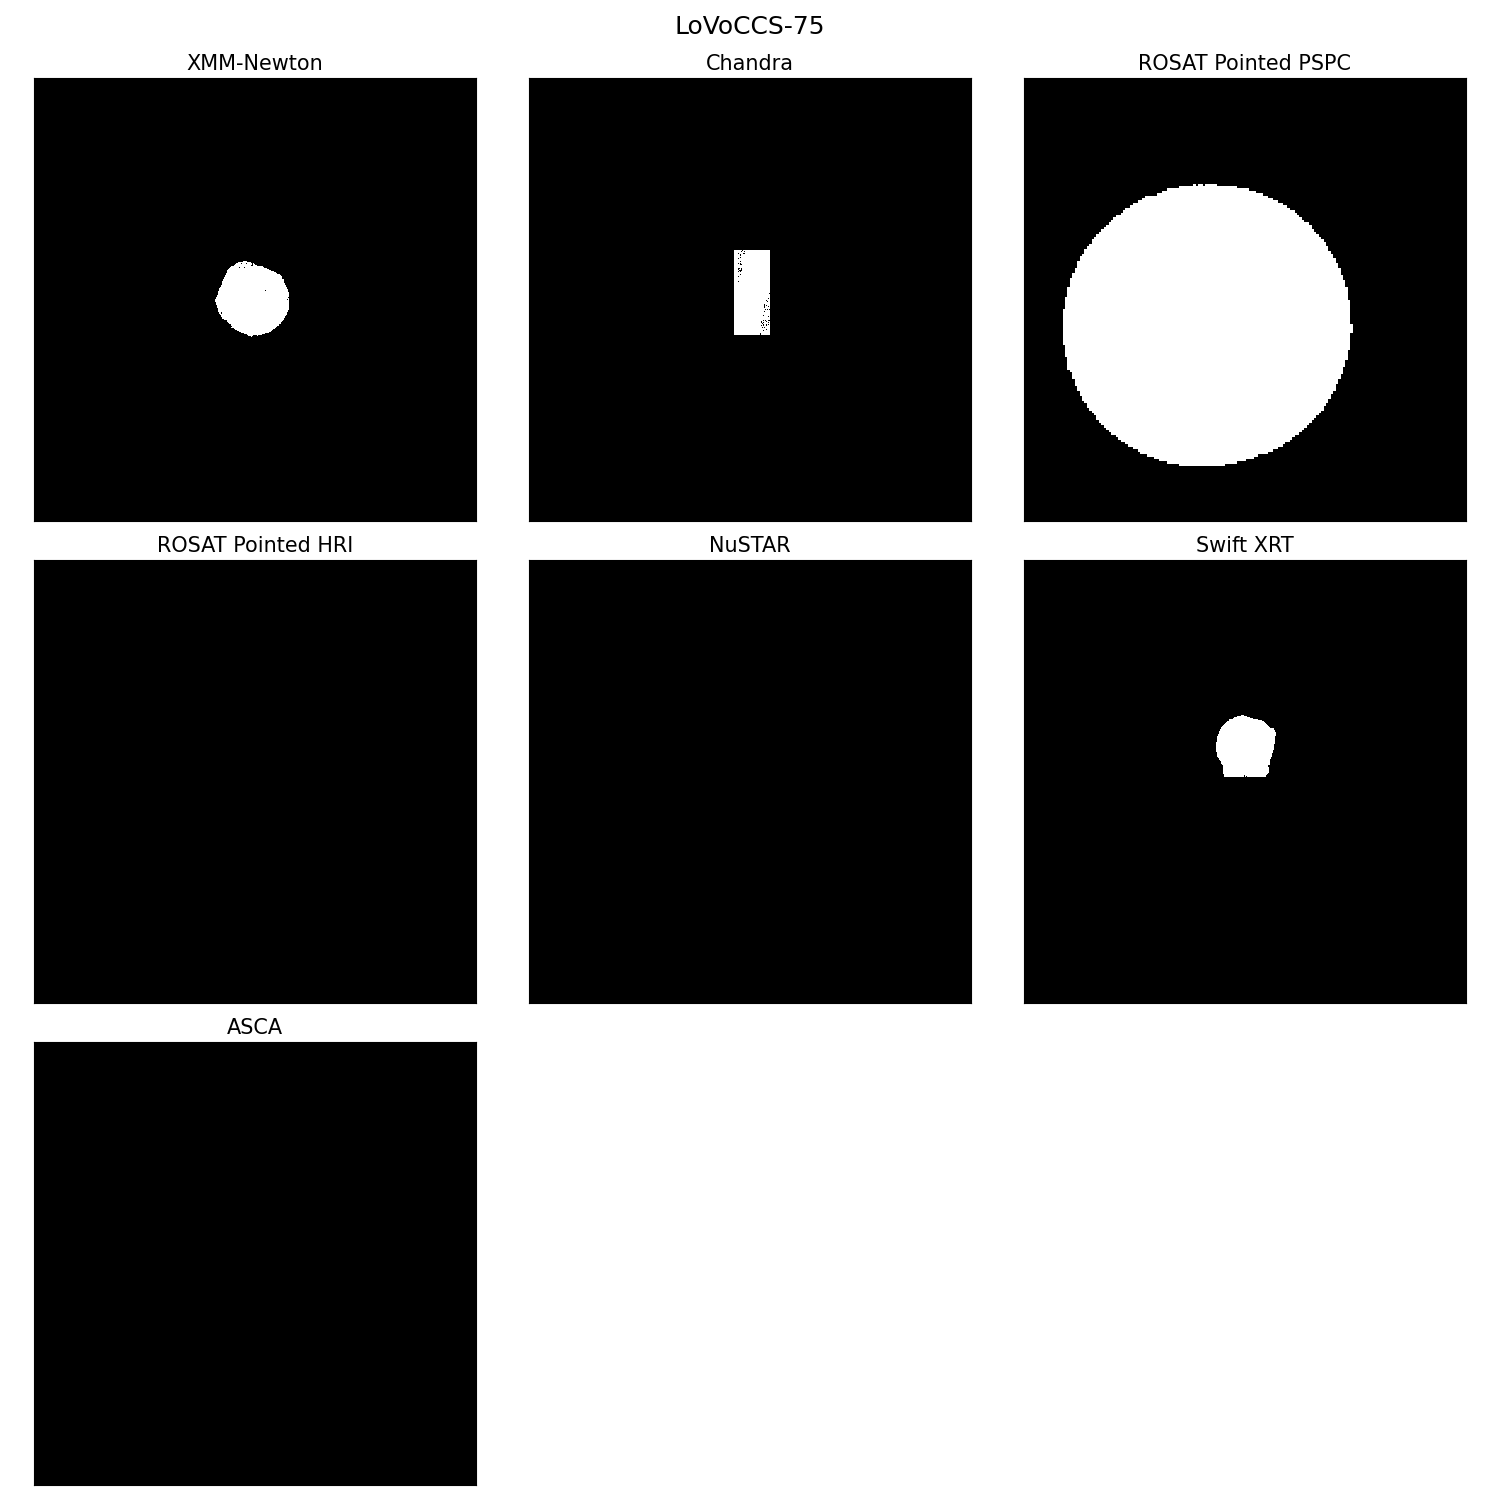 LoVoCCS-75
XMM-Newton
Chandra
ROSAT Pointed PSPC
ROSAT Pointed HRI
NuSTAR
Swift XRT
ASCA